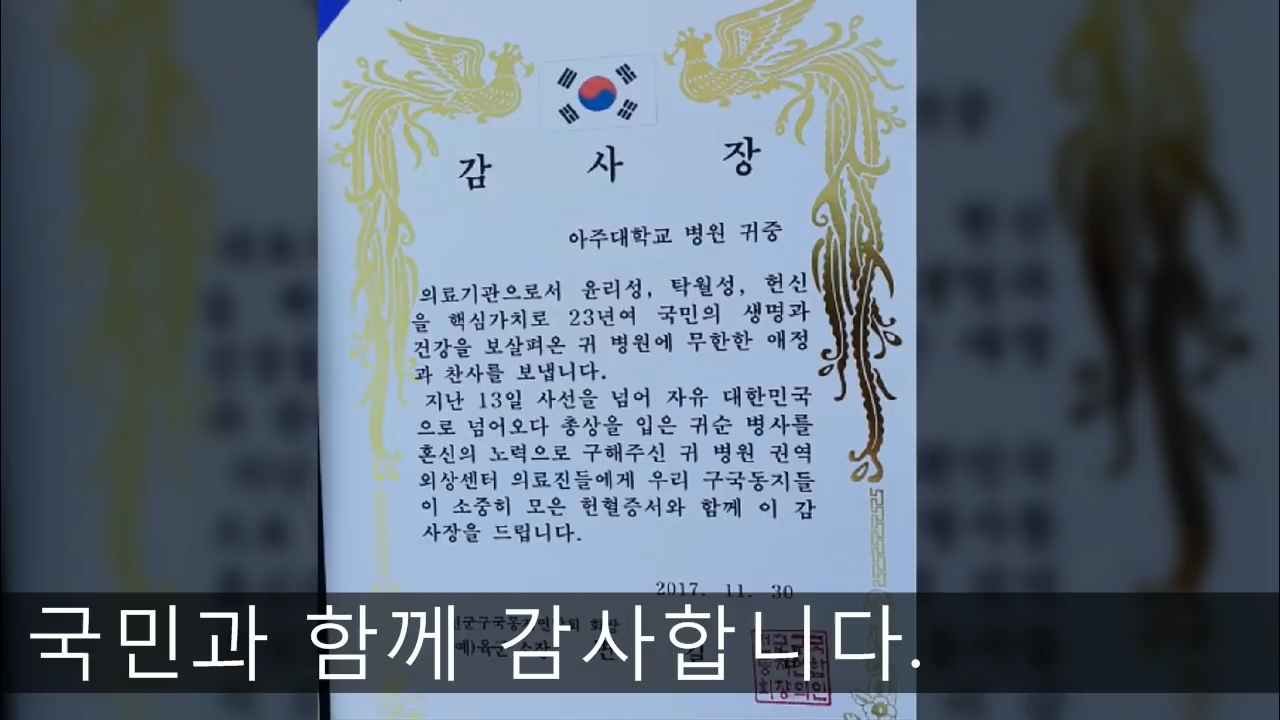 감 사 장
아주대학교 병원 귀중
의료기관으로서 윤리성, 탁월성, 헌신
을 핵심가치로 23년여 국민의 생명과
건강을 보살펴온 귀 병원에 무한한 애정
과 찬사를 보냅니다.
지난 13일 사선을 넘어 자유 대한민국
으로 넘어오다 총상을 입은 귀순 병사를
혼신의 노력으로 구해주신 귀 병원 권역
외상센터 의료진들에게 우리 구국동지들
이 소중히 모은 헌혈증서와 함께 이 감
사장을 드립니다.
2017. 11. 30
국민과 함께 감사합니다.